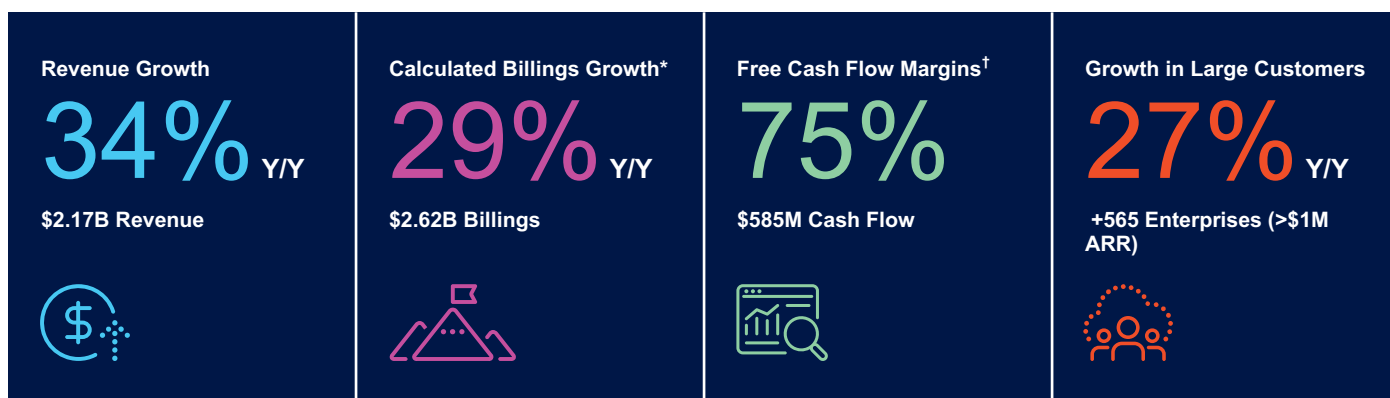 Revenue Growth
34% Y/Y
$2.17B Revenue
Calculated Billings Growth*
29% Y/Y
$2.62B Billings
Free Cash Flow Margins†
75%
$585M Cash Flow
Growth in Large Customers
27% Y/Y
+565 Enterprises (>$1M
ARR)